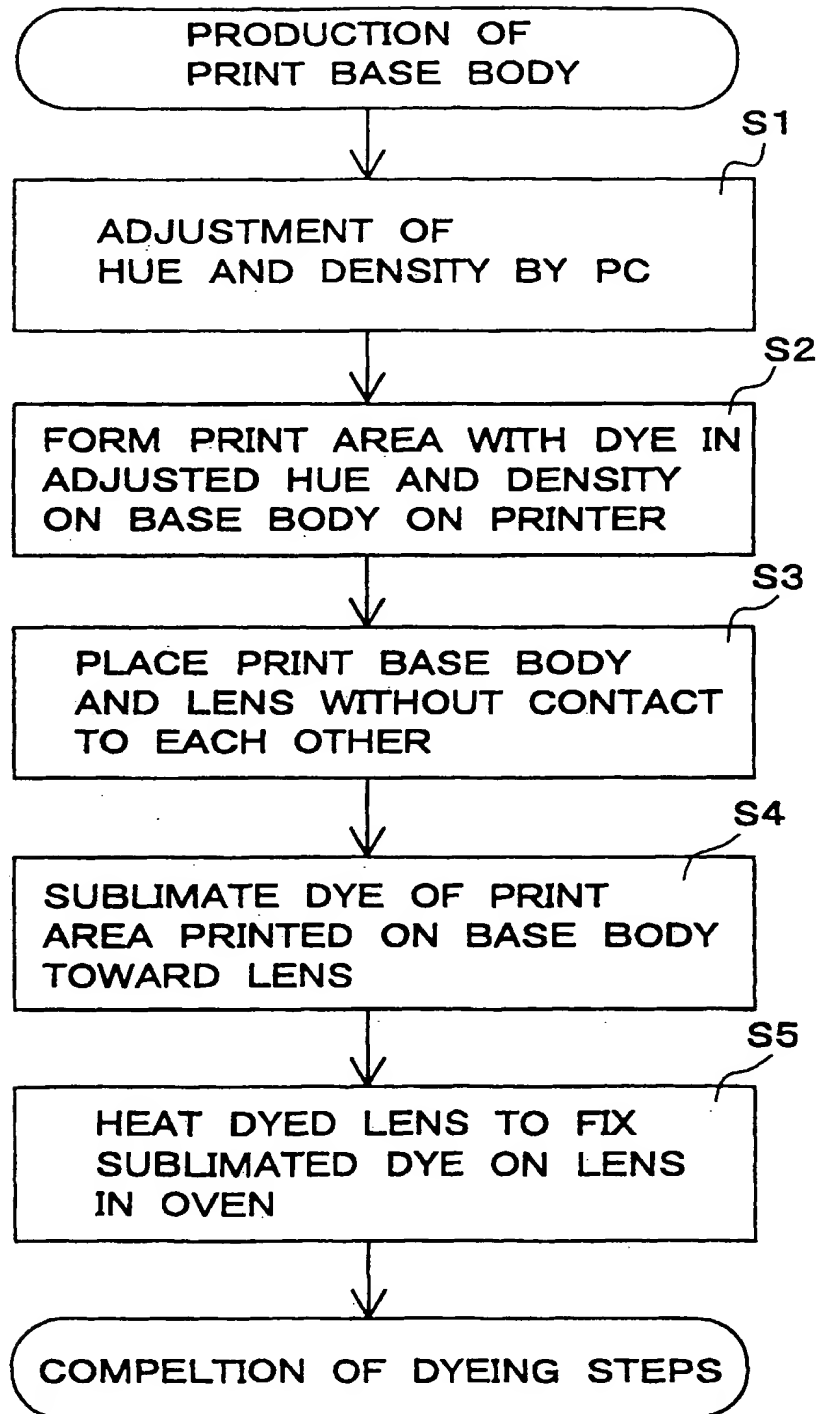 PRODUCTION OF
PRINT BASE BODY
S1
ADJUSTMENT OF
HUE AND DENSITY BY PC
S2
FORM PRINT AREA WITH DYE IN
ADJUSTED HUE AND DENSITY
ON BASE BODY ON PRINTER
S3
PLACE PRINT BASE BODY
AND LENS WITHOUT CONTACT
TO EACH OTHER
S4
SUBLIMATE DYE OF PRINT
AREA PRINTED ON BASE BODY
TOWARD LENS
S5
HEAT DYED LENS TO FIX
SUBLIMATED DYE ON LENS
IN OVEN
COMPELTION OF DYEING STEPS